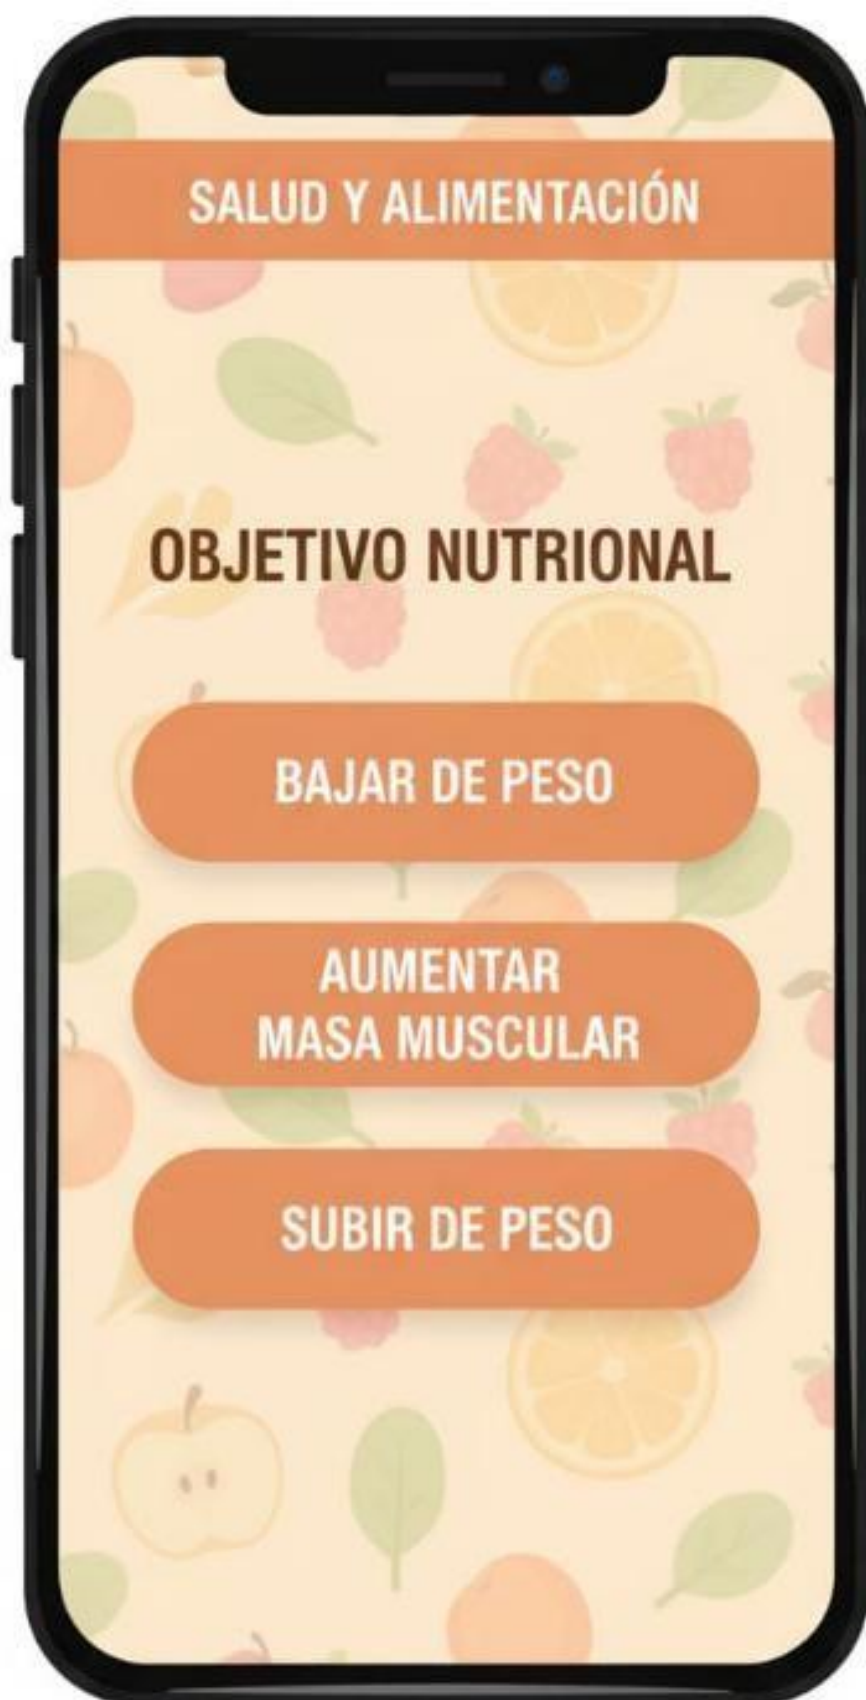 SALUD Y ALIMENTACIÓN
OBJETIVO NUTRIONAL
BAJAR DE PESO
AUMENTAR
MASA MUSCULAR
SUBIR DE PESO